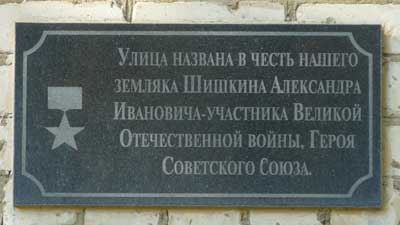 Улица названа в честь нашего
земляка Шишкина Александра
Ивановича-участника Великой
Отечественной войны, Героя
Советского Союза.